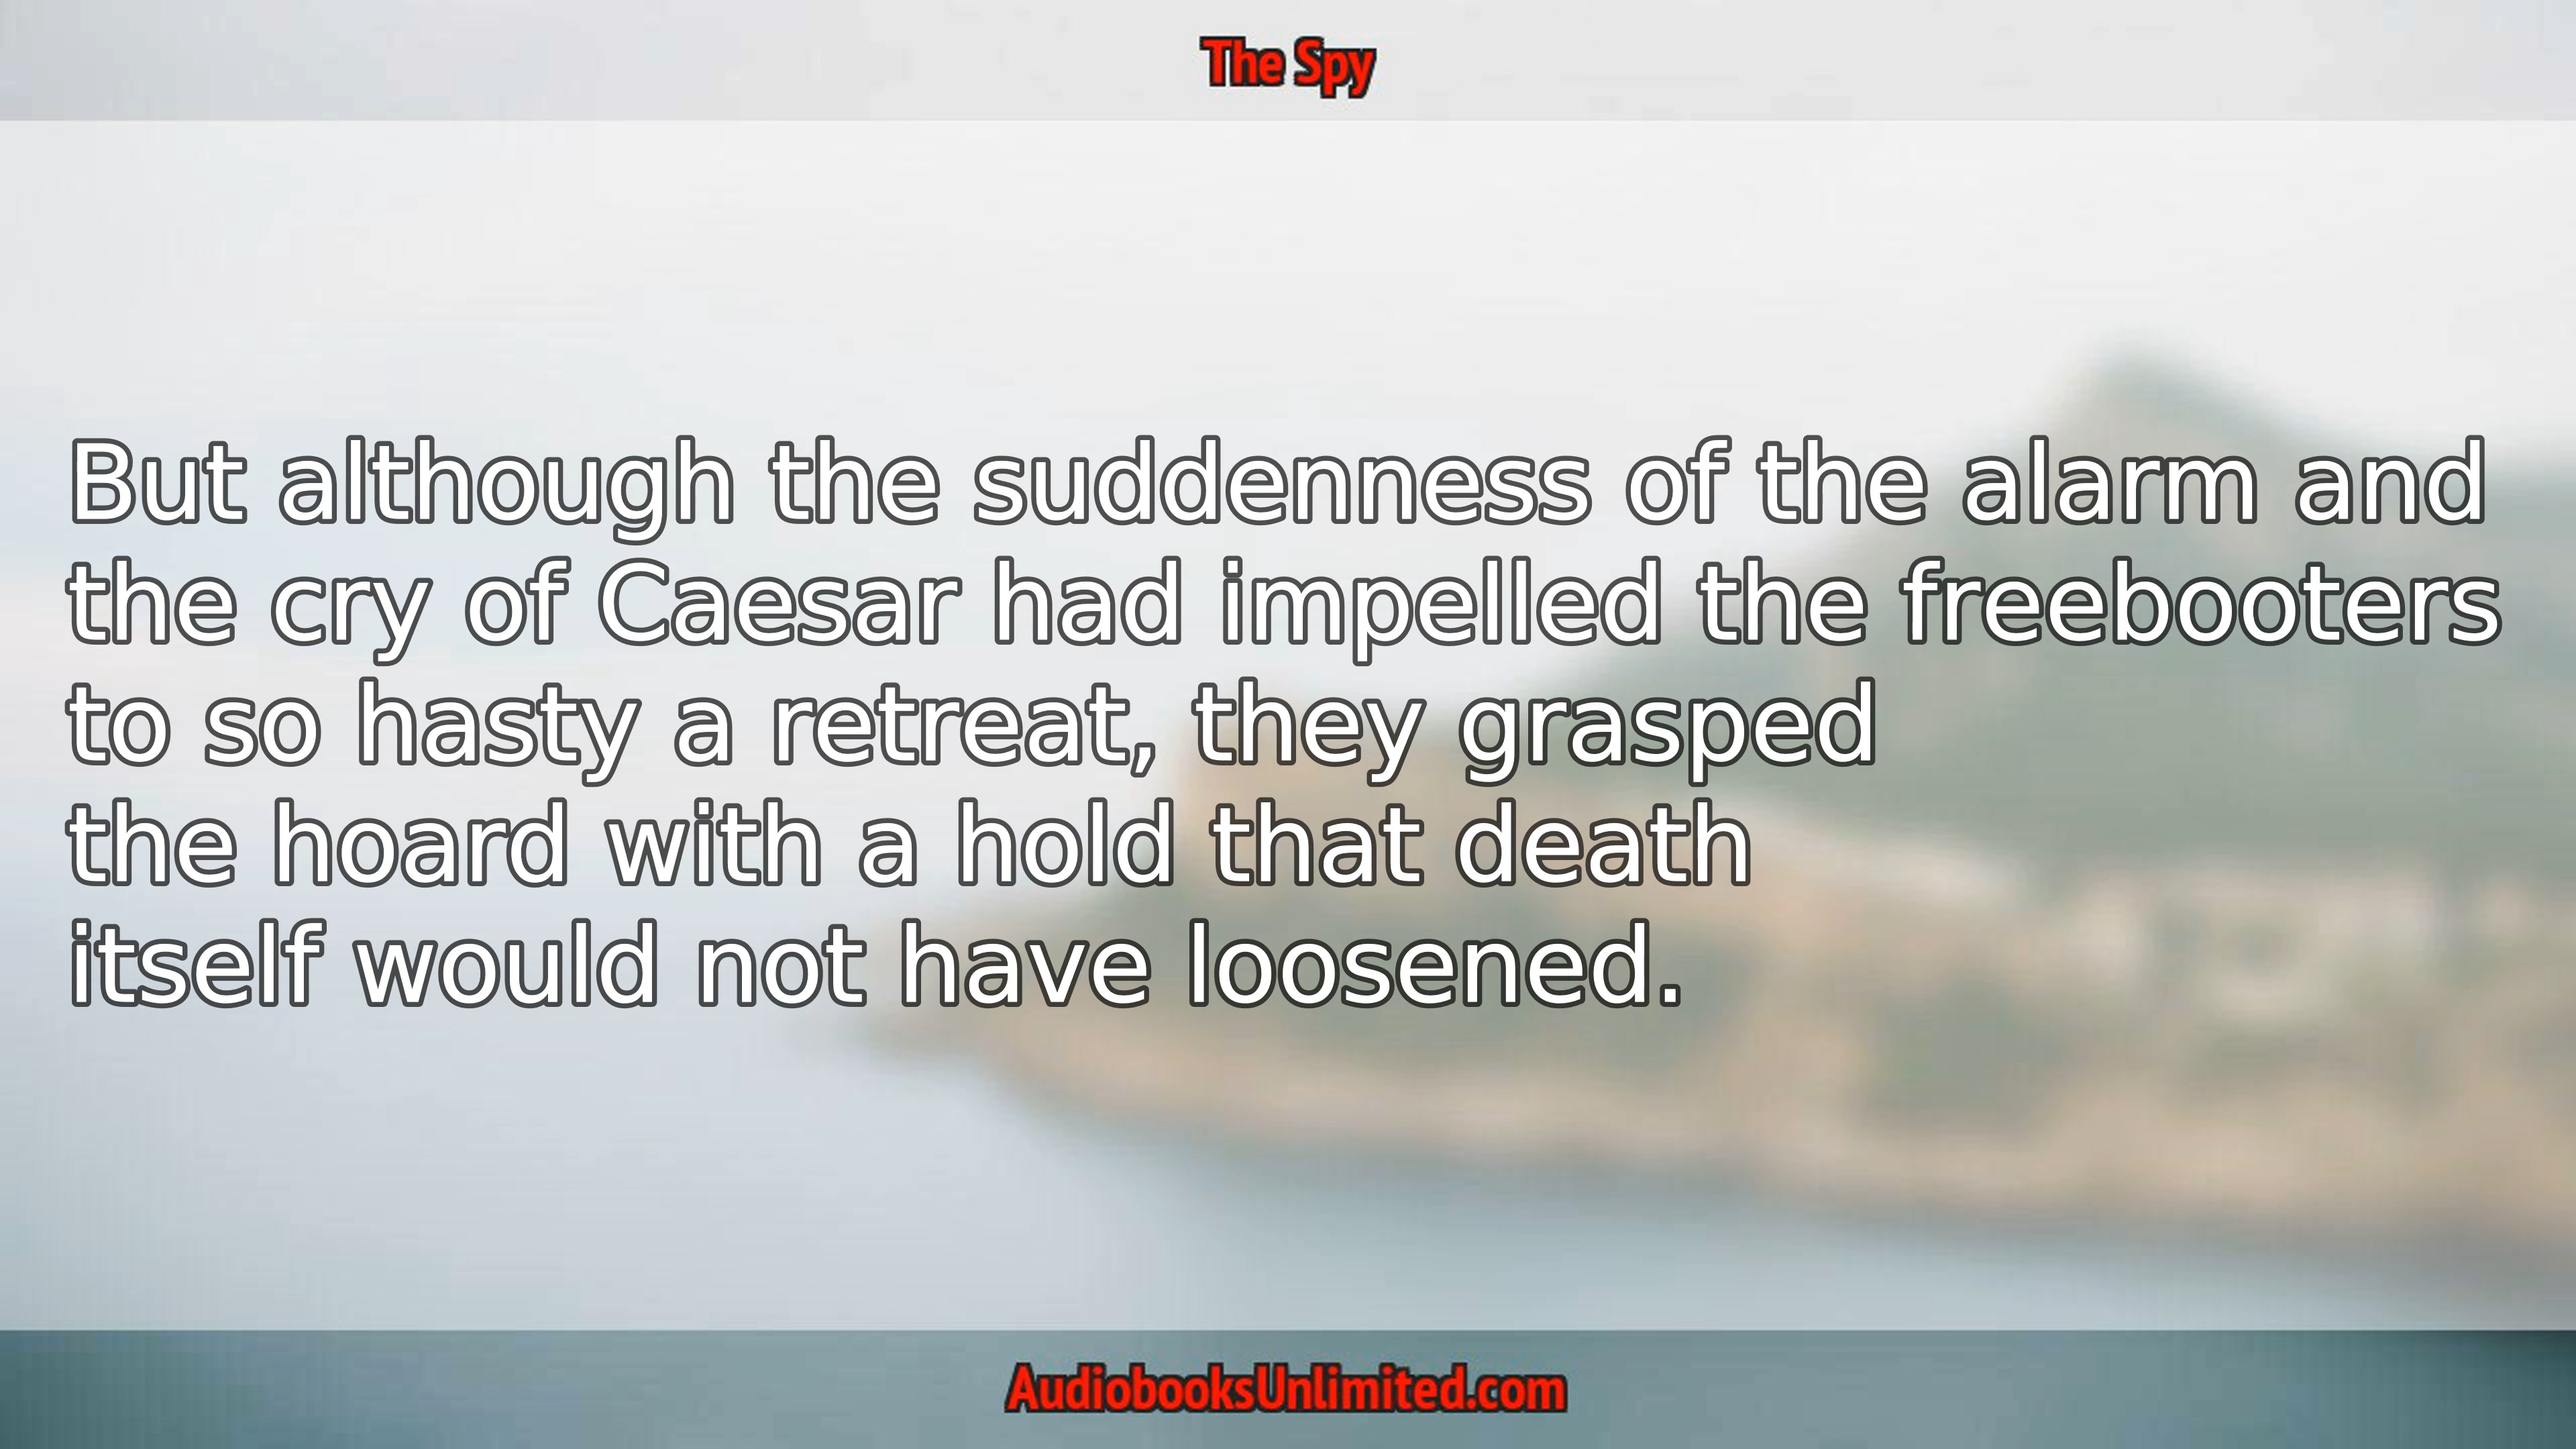 The Spy
But although the suddenness of the alarm and
the cry of Caesar had impelled the freebooters
to so hasty a retreat, they grasped
the hoard with a hold that death
itself would not have loosened.
AudiobooksUnlimited.com